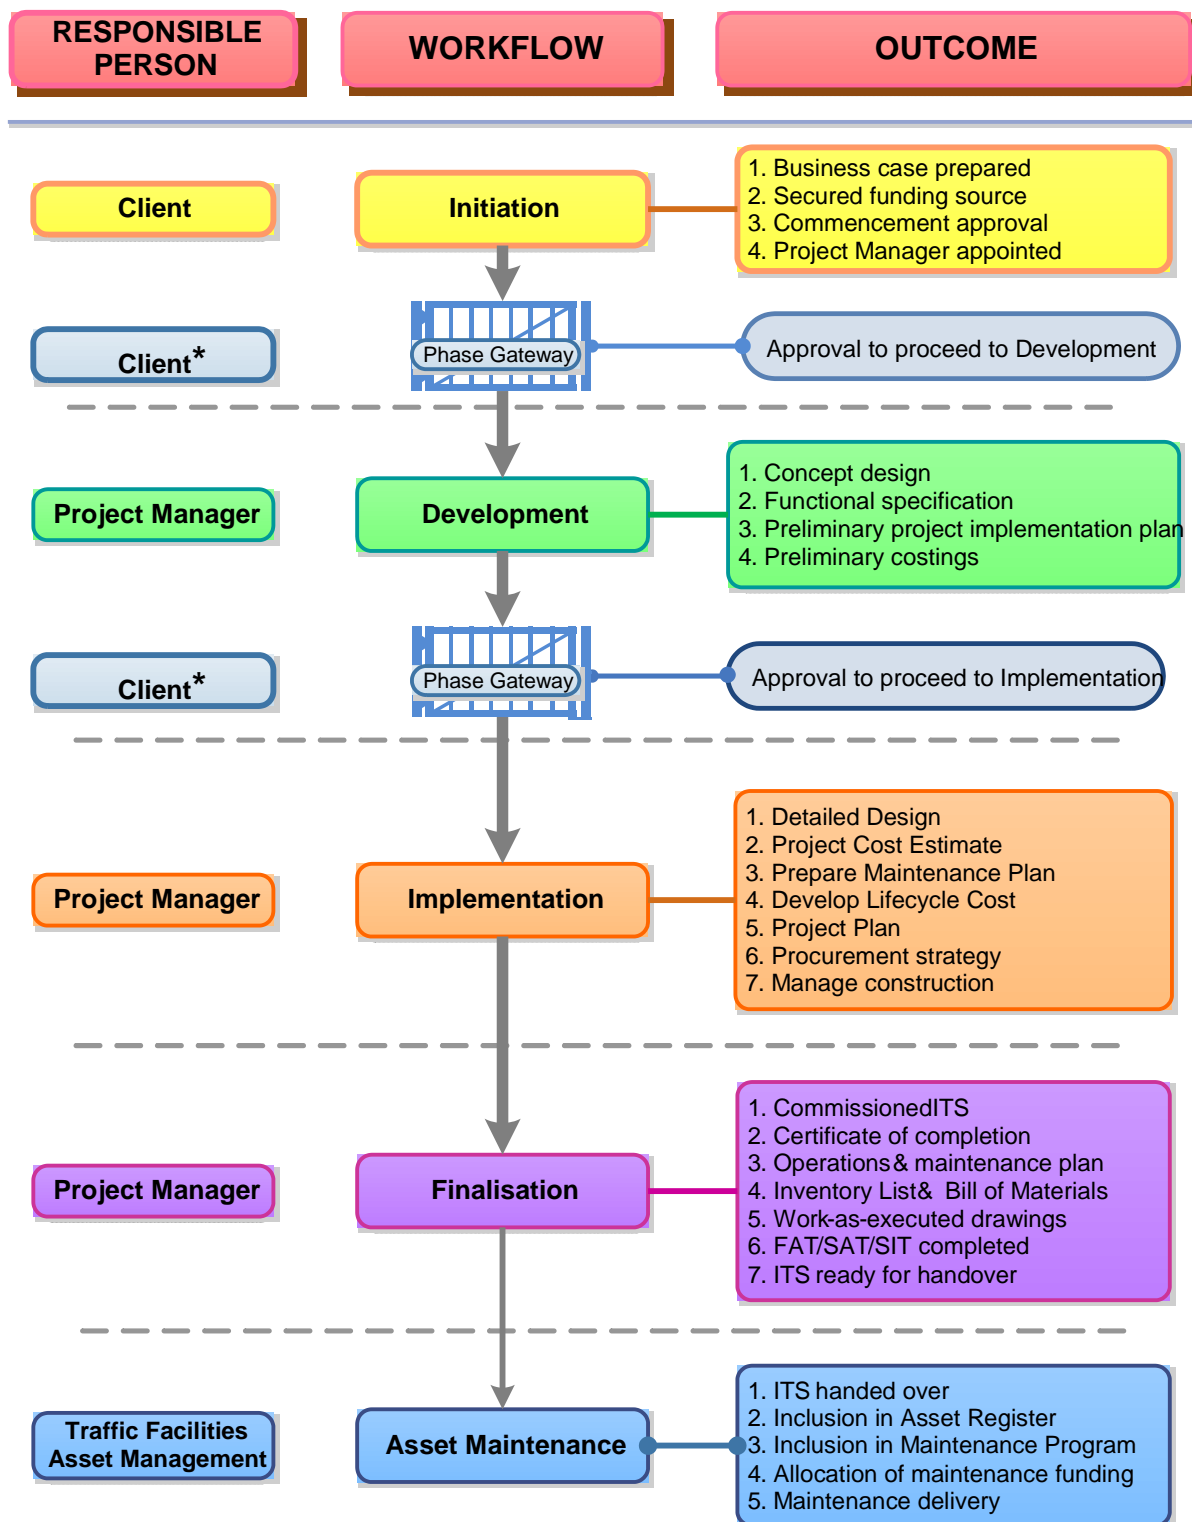 RESPONSIBLE
PERSON
WORKFLOW
OUTCOME
Client
Initiation
1. Business case prepared
2. Secured funding source
3. Commencement approval
4. Project Manager appointed
Client*
Phase Gateway
Approval to proceed to Development
Project Manager
Development
1. Concept design
2. Functional specification
3. Preliminary project implementation plan
4. Preliminary costings
Client*
Phase Gateway
Approval to proceed to Implementation
Project Manager
Implementation
1. Detailed Design
2. Project Cost Estimate
3. Prepare Maintenance Plan
4. Develop Lifecycle Cost
5. Project Plan
6. Procurement strategy
7. Manage construction
Project Manager
Finalisation
1. CommissionedITS
2. Certificate of completion
3. Operations& maintenance plan
4. Inventory List& Bill of Materials
5. Work-as-executed drawings
6. FAT/SAT/SIT completed
7. ITS ready for handover
Traffic Facilities
Asset Management
Asset Maintenance
1. ITS handed over
2. Inclusion in Asset Register
3. Inclusion in Maintenance Program
4. Allocation of maintenance funding
5. Maintenance delivery